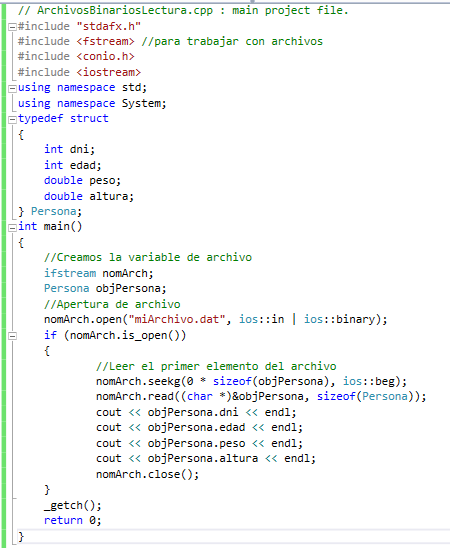 // ArchivosBinariosLectura.cpp : main project file.
#include "stdafx.h"
#include <fstream> //para trabajar con archivos
#include <conio.h>
#include <iostream>
using namespace std;
using namespace System;
typedef struct
{
    int dni;
    int edad;
    double peso;
    double altura;
} Persona;
int main()
{
    //Creamos la variable de archivo
    ifstream nomArch;
    Persona objPersona;
    //Apertura de archivo
    nomArch.open("miArchivo.dat", ios::in | ios::binary);
    if (nomArch.is_open())
    {
            //Leer el primer elemento del archivo
            nomArch.seekg(0 * sizeof(objPersona), ios::beg);
            nomArch.read((char *)&objPersona, sizeof(Persona));
            cout << objPersona.dni << endl;
            cout << objPersona.edad << endl;
            cout << objPersona.peso << endl;
            cout << objPersona.altura << endl;
            nomArch.close();
    }
    _getch();
    return 0;
}